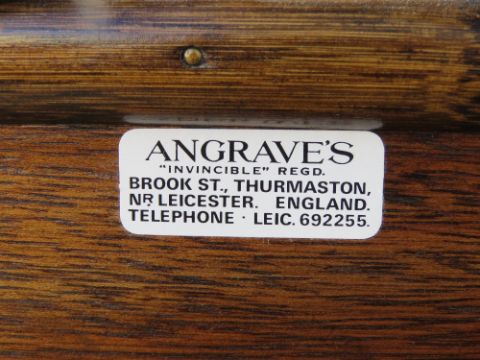 ANGRAVE'S
"INVINCIBLE" REGD.
BROOK ST., THURMASTON,
NR. LEICESTER. ENGLAND.
TELEPHONE · LEIC. 692255.